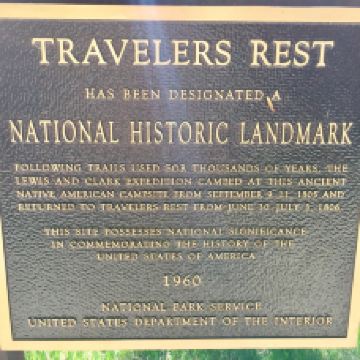 TRAVELERS REST
HAS BEEN DESIGNATED A
NATIONAL HISTORIC LANDMARK
FOLLOWING TRAILS USED FOR THOUSANDS OF YEARS, THE
LEWIS AND CLARK EXPEDITION CAMPED AT THIS ANCIENT
NATIVE AMERICAN CAMPSITE FROM SEPTEMBER 9-11, 1805 AND
RETURNED TO TRAVELERS REST FROM JUNE 30-JULY 3, 1806.
THIS SITE POSSESSES NATIONAL SIGNIFICANCE
IN COMMEMORATING THE HISTORY OF THE
UNITED STATES OF AMERICA
1960
NATIONAL PARK SERVICE
UNITED STATES DEPARTMENT OF THE INTERIOR